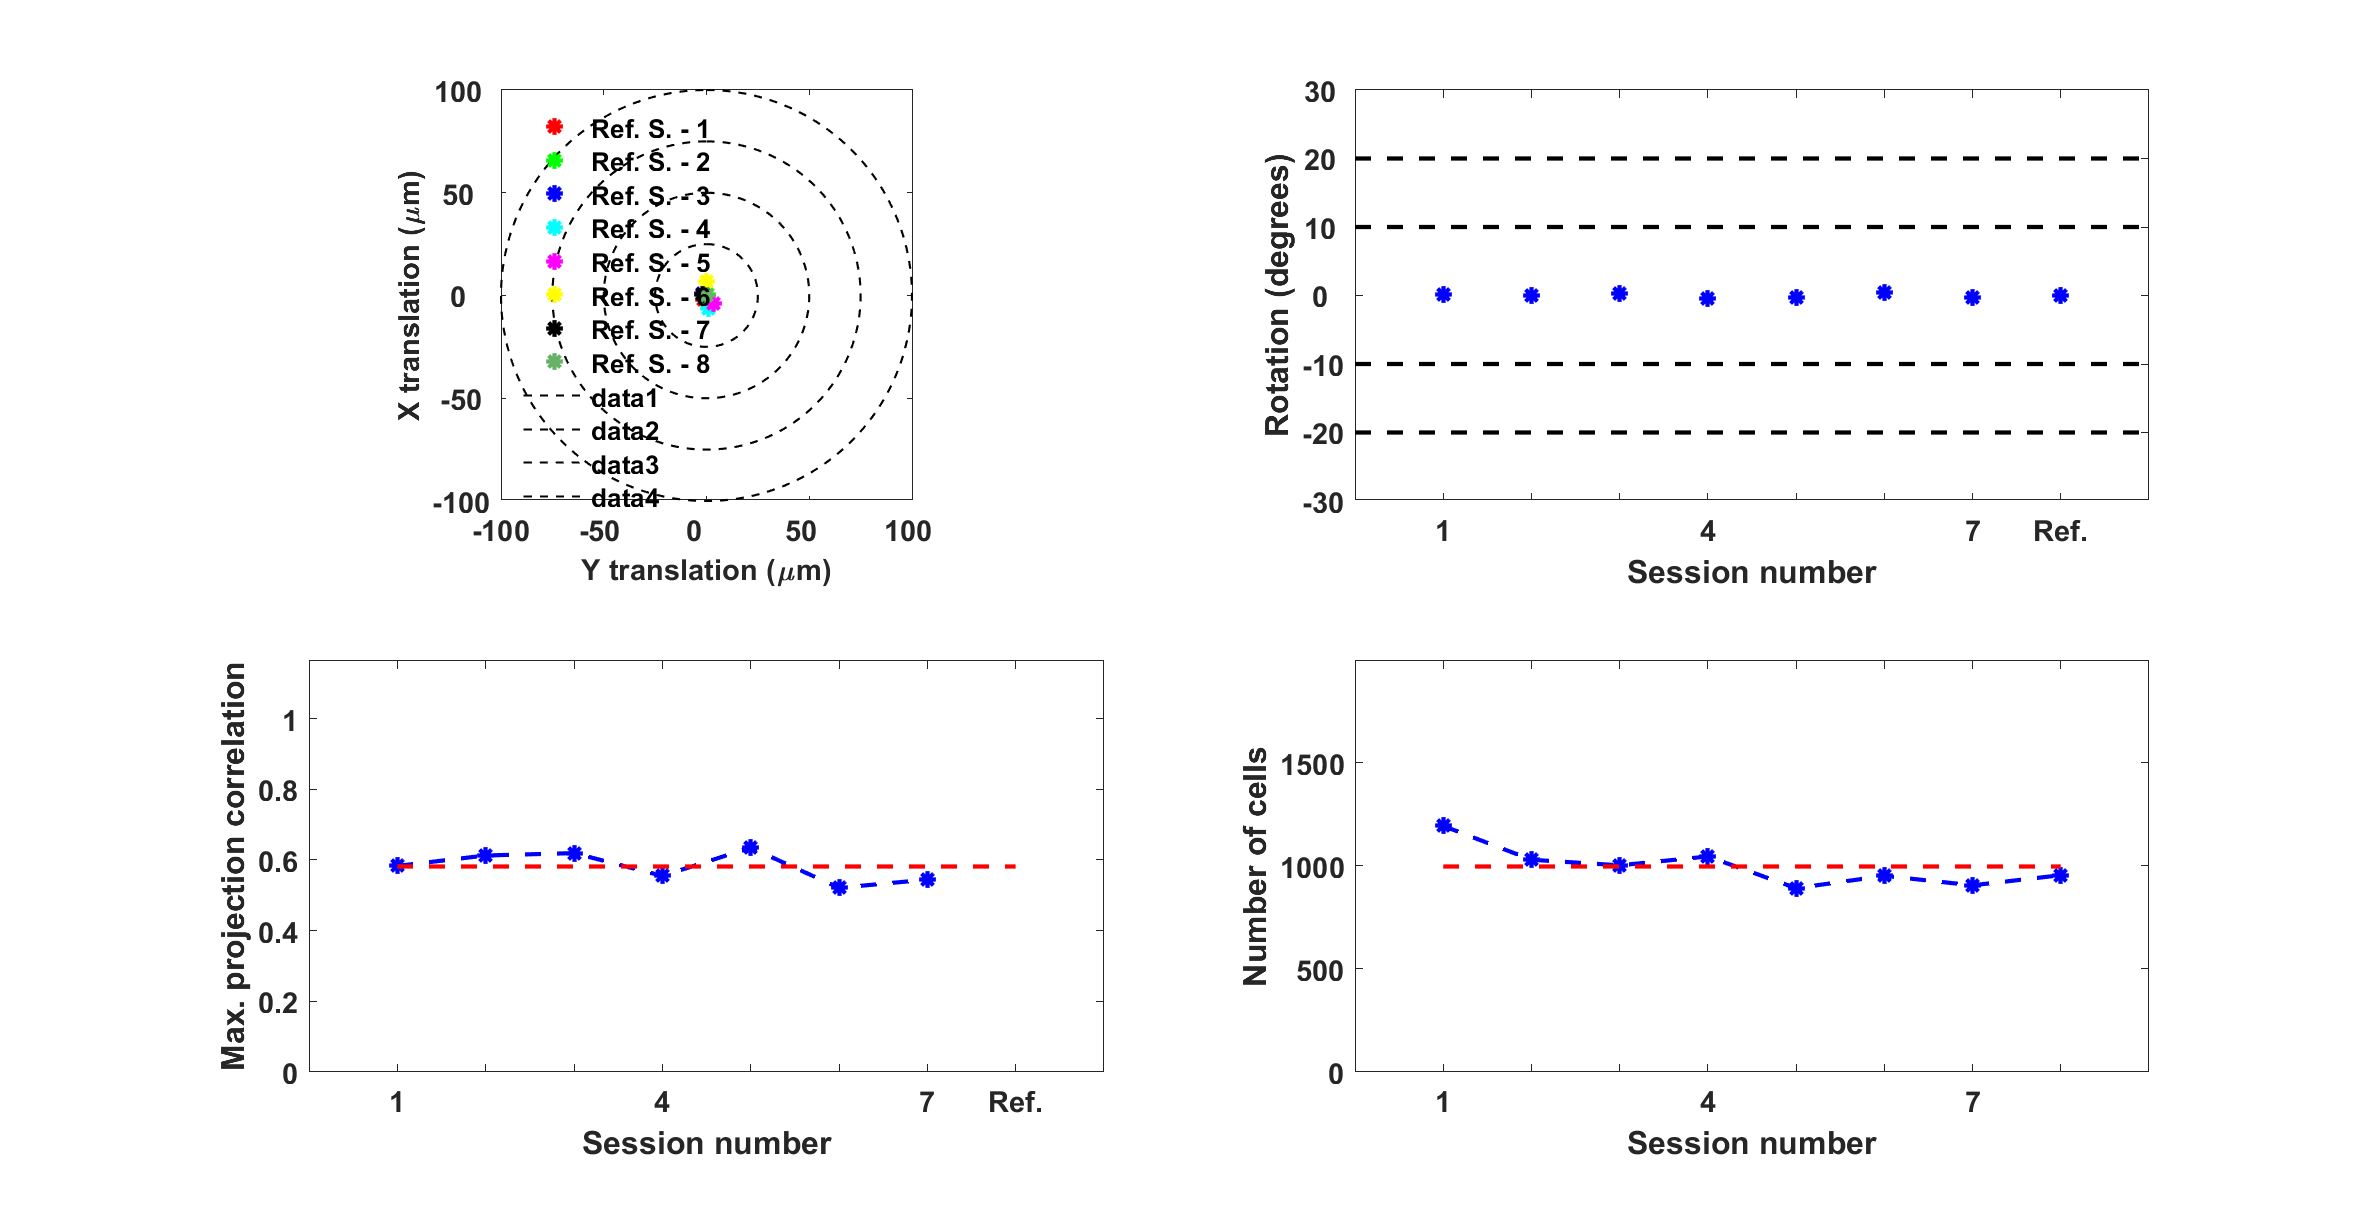 100
50
0
-50
-100
X translation (μm)
Ref. S. - 1
Ref. S. - 2
Ref. S. - 3
Ref. S. - 4
Ref. S. - 5
Ref. S. - 6
Ref. S. - 7
Ref. S. - 8
data1
data2
data3
data4
-100 -50 0 50 100
Y translation (μm)
30
20
10
0
-10
-20
-30
Rotation (degrees)
1 4 7 Ref.
Session number
1
0.8
0.6
0.4
0.2
0
Max. projection correlation
1 4 7 Ref.
Session number
1500
1000
500
0
Number of cells
1 4 7
Session number